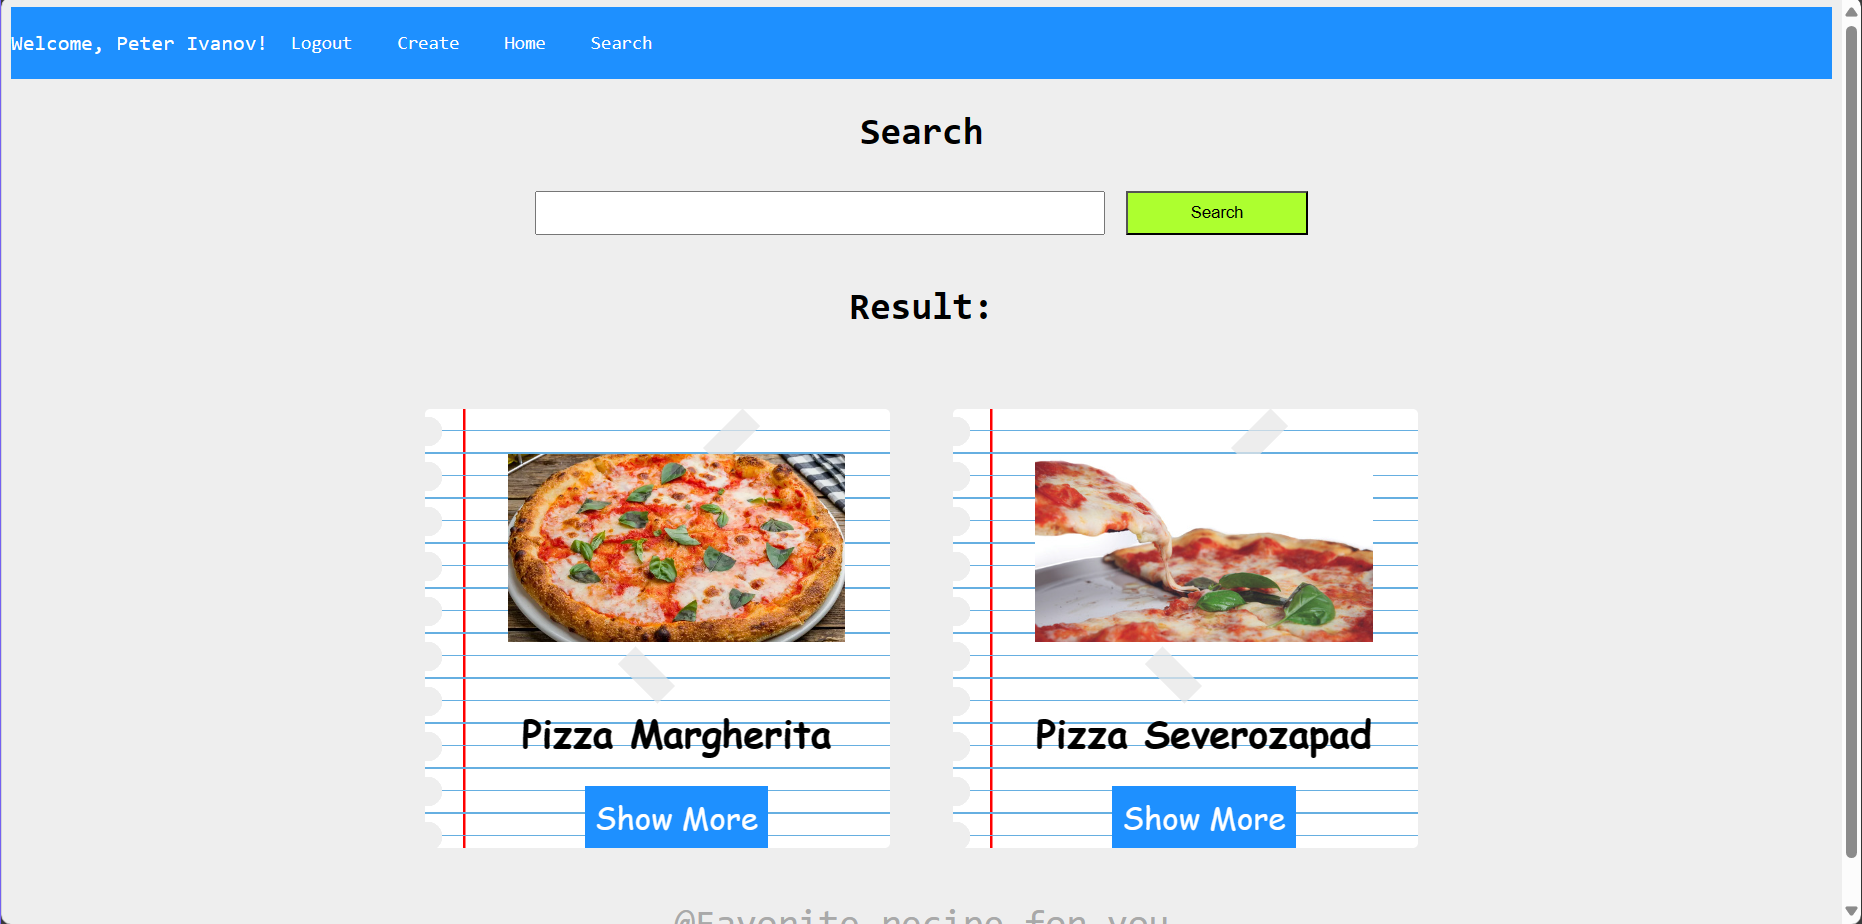 Welcome, Peter Ivanov! Logout Create Home Search
Search
Search
Result:
Pizza Margherita
Pizza Severozapad
Show More
Show More
@Favorite recipe for you